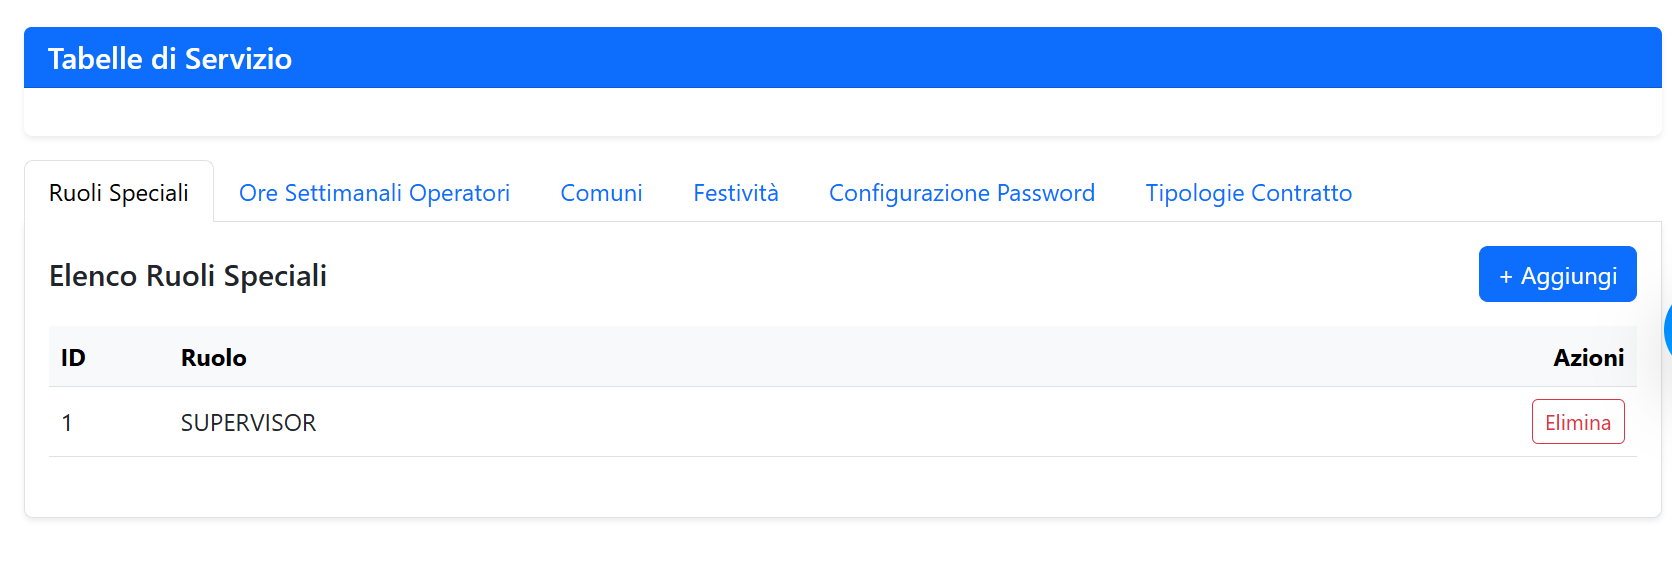 Tabelle di Servizio
Ruoli Speciali Ore Settimanali Operatori Comuni Festività Configurazione Password Tipologie Contratto
Elenco Ruoli Speciali + Aggiungi
ID Ruolo Azioni
1 SUPERVISOR Elimina